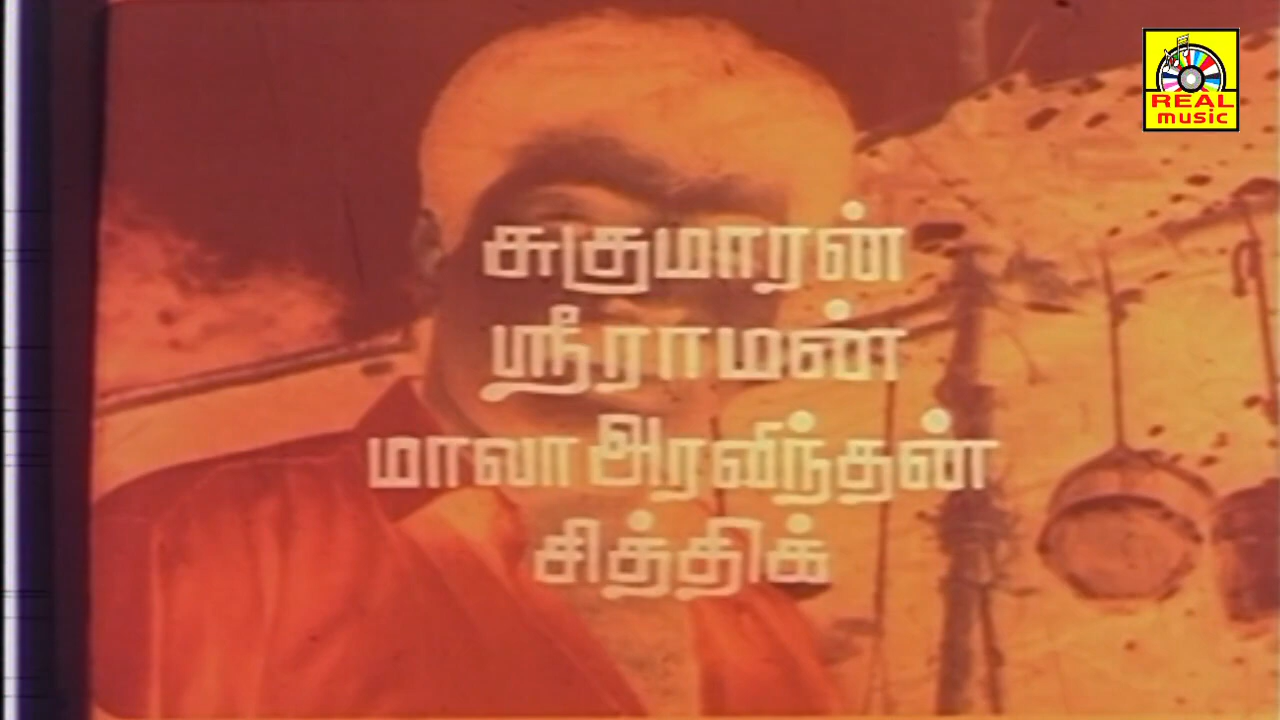 REAL
music
சுகுமாரன்
ஸ்ரீராமன்
மாலா அரவிந்தன்
சித்திக்